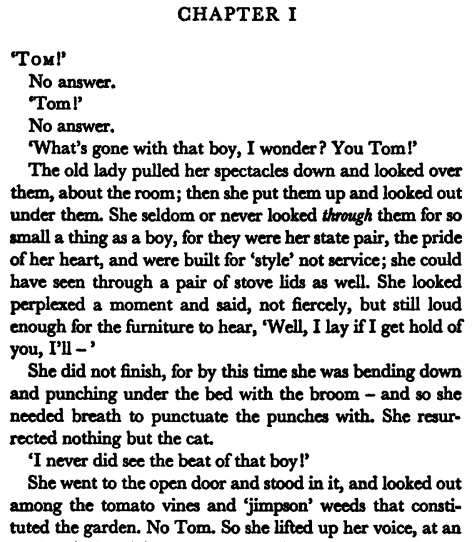 CHAPTER I
‘TOM!’
No answer.
‘Tom!’
No answer.
‘What's gone with that boy, I wonder? You Tom!’
The old lady pulled her spectacles down and looked over
them, about the room; then she put them up and looked out
under them. She seldom or never looked through them for so
small a thing as a boy, for they were her state pair, the pride
of her heart, and were built for ‘style’ not service; she could
have seen through a pair of stove lids as well. She looked
perplexed a moment and said, not fiercely, but still loud
enough for the furniture to hear, ‘Well, I lay if I get hold of
you, I'll – ’
She did not finish, for by this time she was bending down
and punching under the bed with the broom – and so she
needed breath to punctuate the punches with. She resur-
rected nothing but the cat.
‘I never did see the beat of that boy!’
She went to the open door and stood in it, and looked out
among the tomato vines and ‘jimpson’ weeds that consti-
tuted the garden. No Tom. So she lifted up her voice, at an